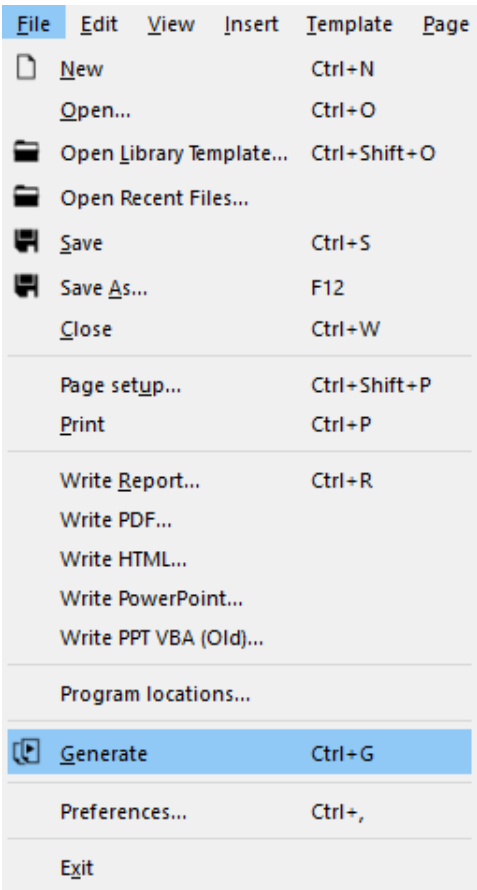 File Edit View Insert Template Page
New Ctrl+N
Open... Ctrl+O
Open Library Template... Ctrl+Shift+O
Open Recent Files...
Save Ctrl+S
Save As... F12
Close Ctrl+W
Page setup... Ctrl+Shift+P
Print Ctrl+P
Write Report... Ctrl+R
Write PDF...
Write HTML...
Write PowerPoint...
Write PPT VBA (Old)...
Program locations...
Generate Ctrl+G
Preferences... Ctrl+,
Exit